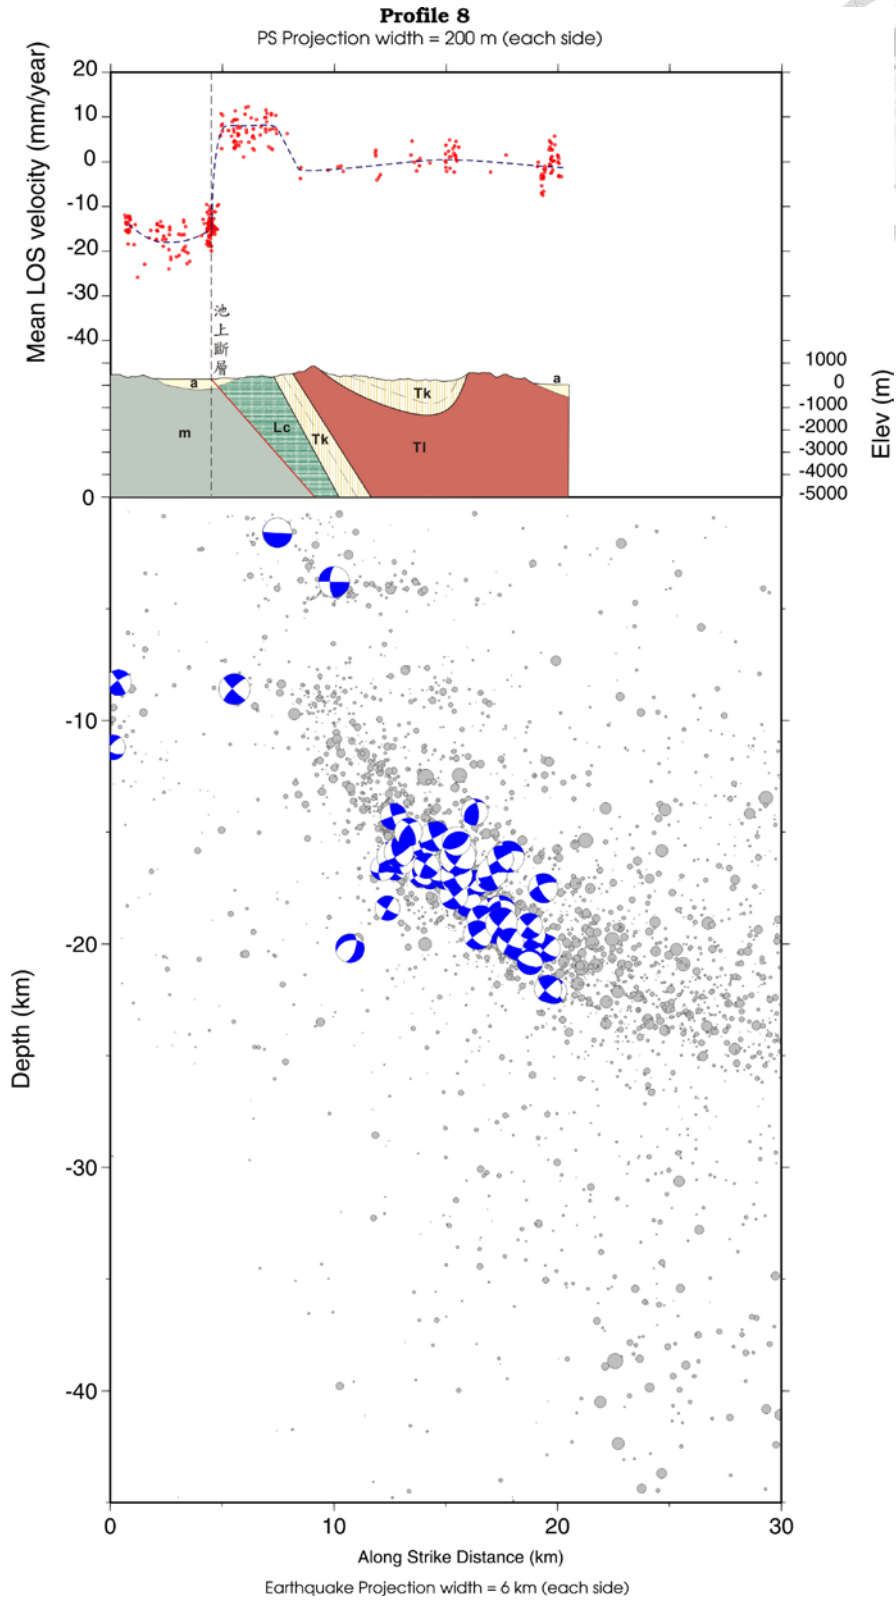 Profile 8
PS Projection width = 200 m (each side)
Mean LOS velocity (mm/year)
20
10
0
-10
-20
-30
-40
池上斷層
1000
0
-1000
-2000
-3000
-4000
-5000
Elev (m)
a
m
Lc
Tk
Tl
Tk
a
0
-10
-20
-30
-40
Depth (km)
0
10
20
30
Along Strike Distance (km)
Earthquake Projection width = 6 km (each side)